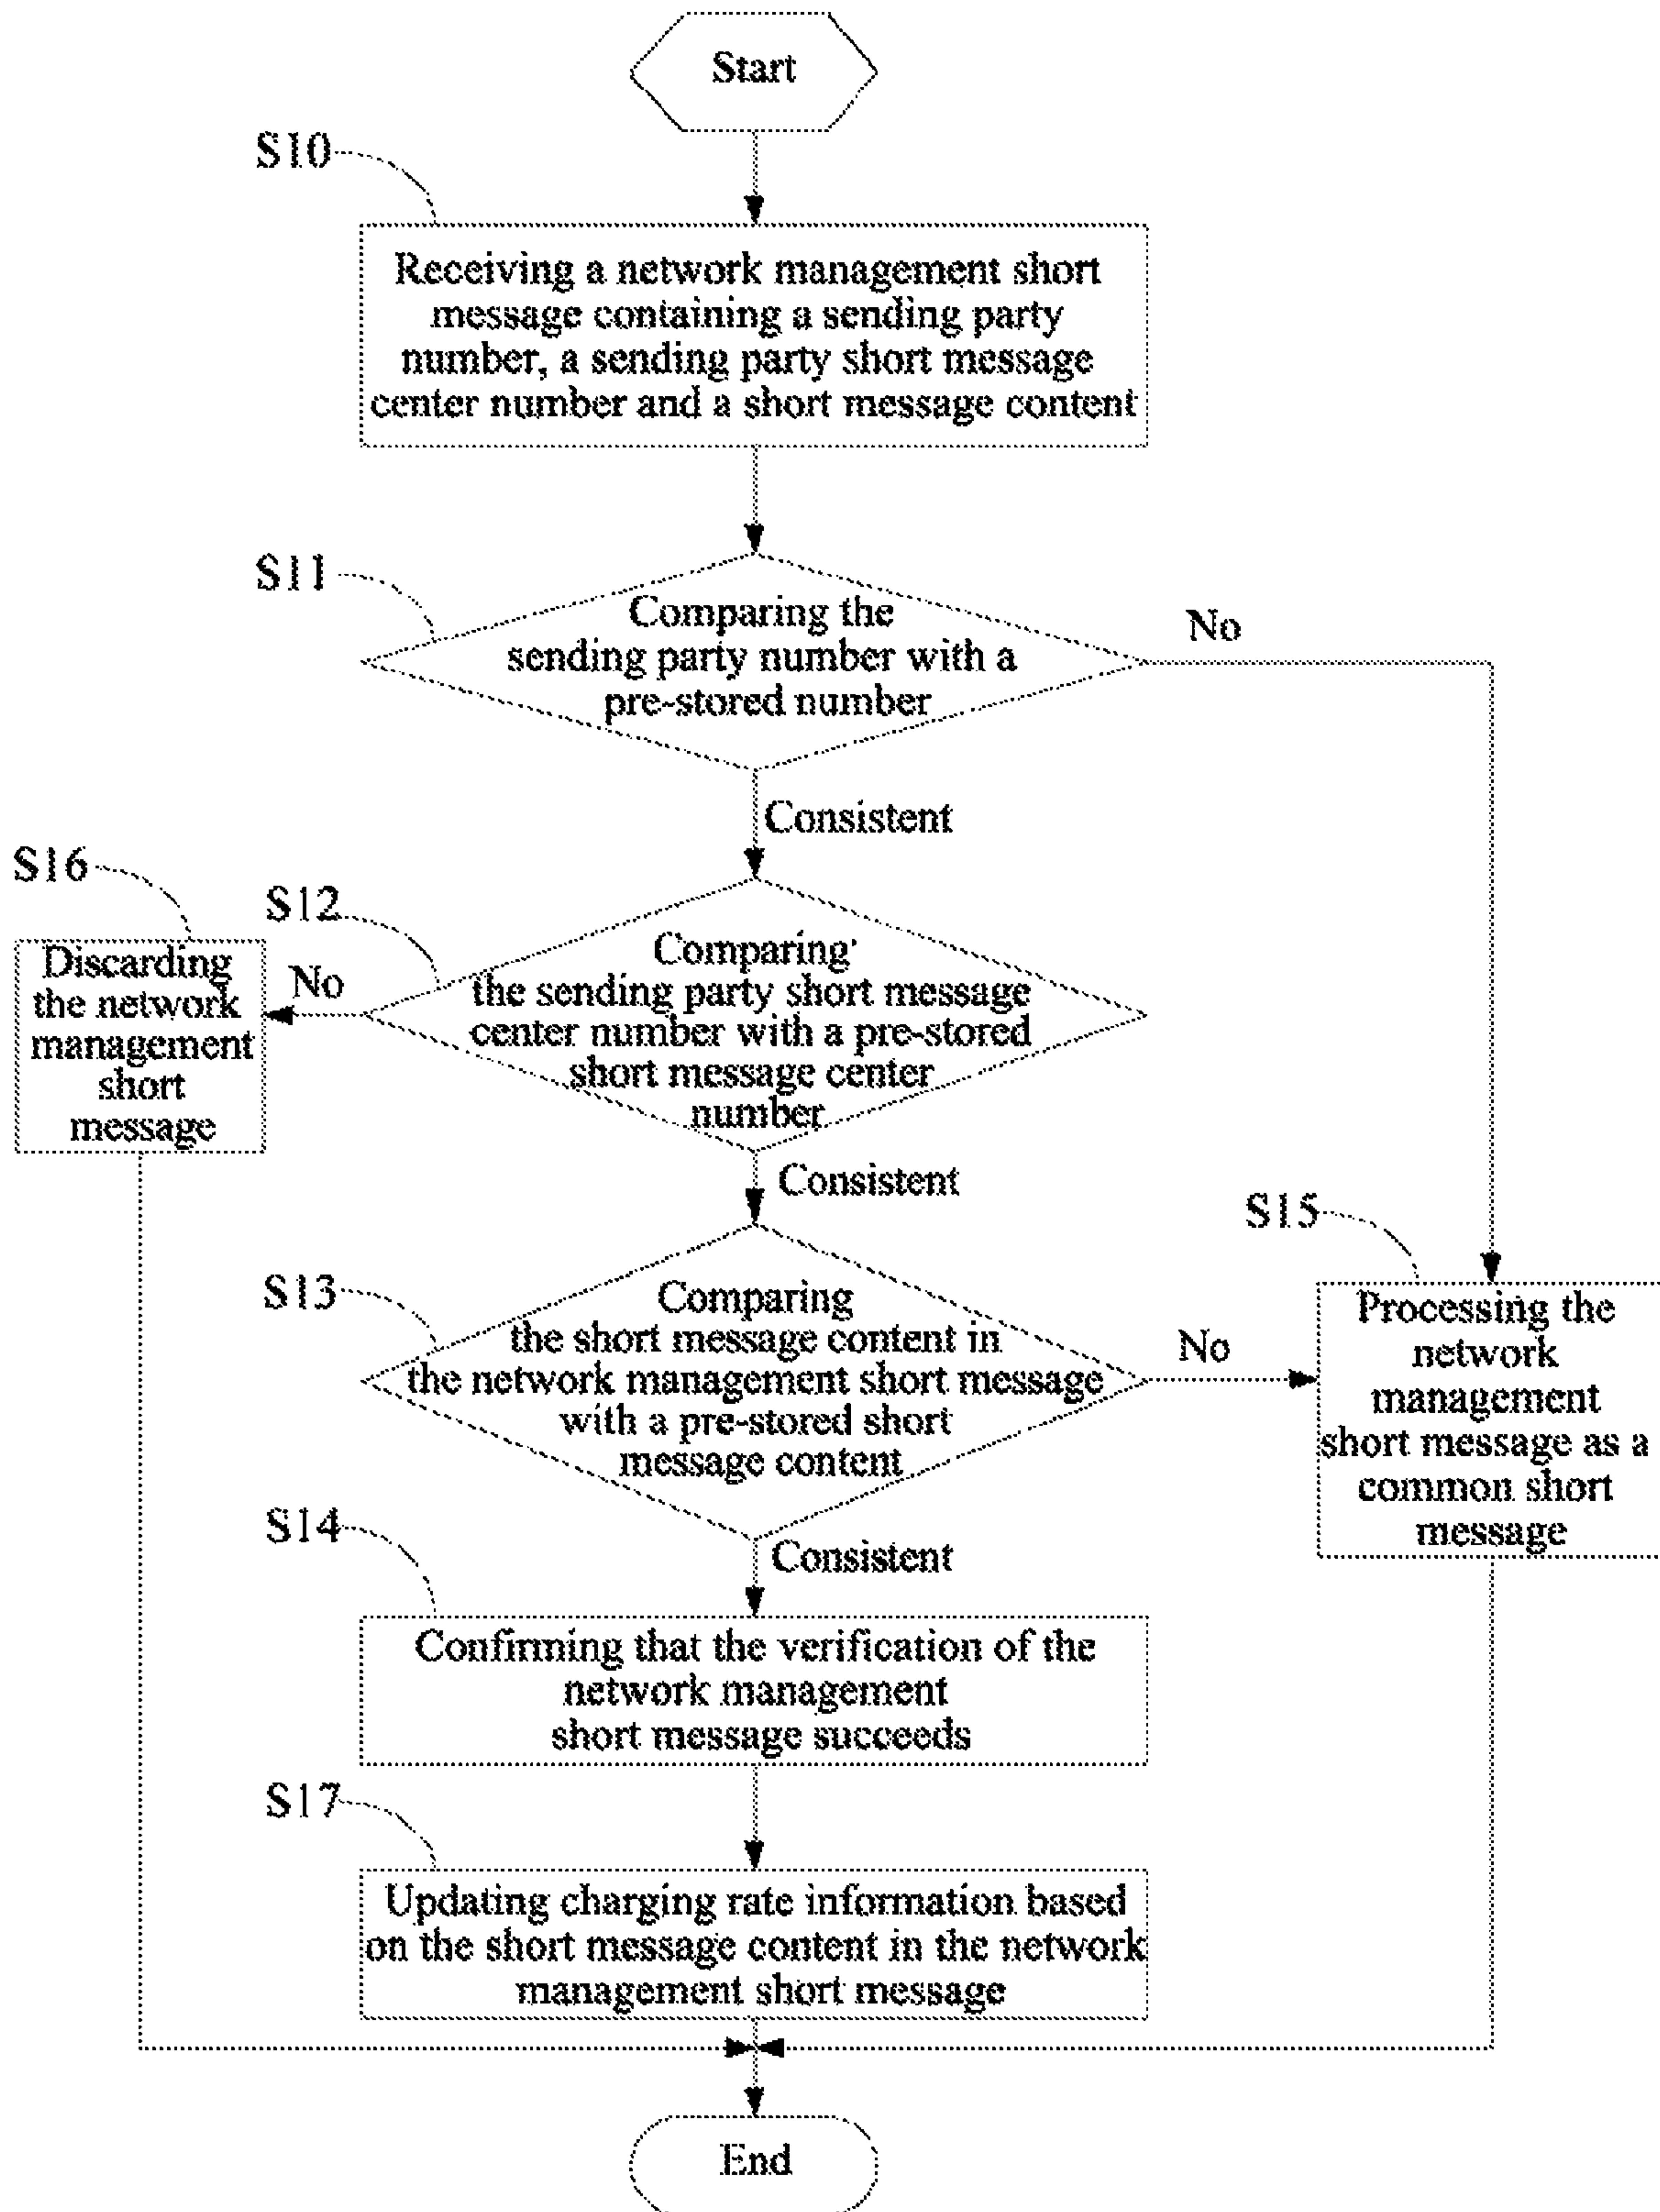 Start
S10
Receiving a network management short
message containing a sending party
number, a sending party short message
center number and a short message content
S11
Comparing the
sending party number with a
pre-stored number
No
Consistent
S16
Discarding
the network
management
short
message
No
S12
Comparing
the sending party short message
center number with a pre-stored
short message center
number
Consistent
S13
Comparing
the short message content in
the network management short message
with a pre-stored short
message content
No
S15
Processing the
network
management
short message as a
common short
message
Consistent
S14
Confirming that the verification of the
network management
short message succeeds
S17
Updating charging rate information based
on the short message content in the network
management short message
End